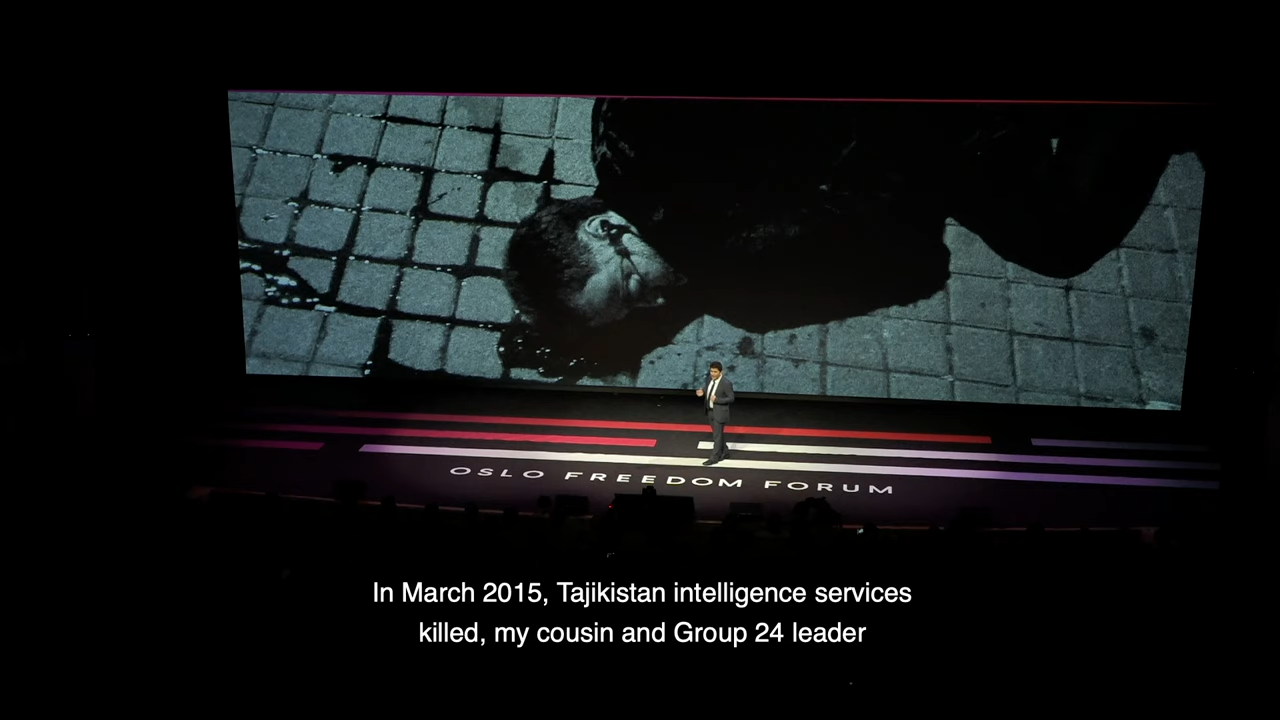 OSLO FREEDOM FORUM
In March 2015, Tajikistan intelligence services
killed, my cousin and Group 24 leader